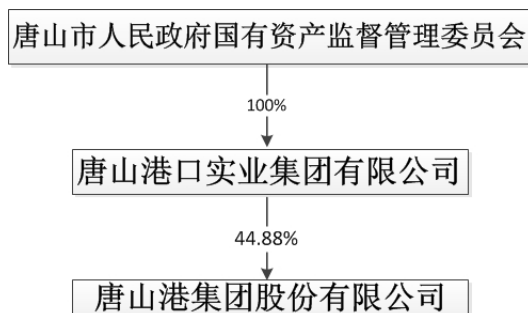 唐山市人民政府国有资产监督管理委员会
100%
唐山港口实业集团有限公司
44.88%
唐山港集团股份有限公司